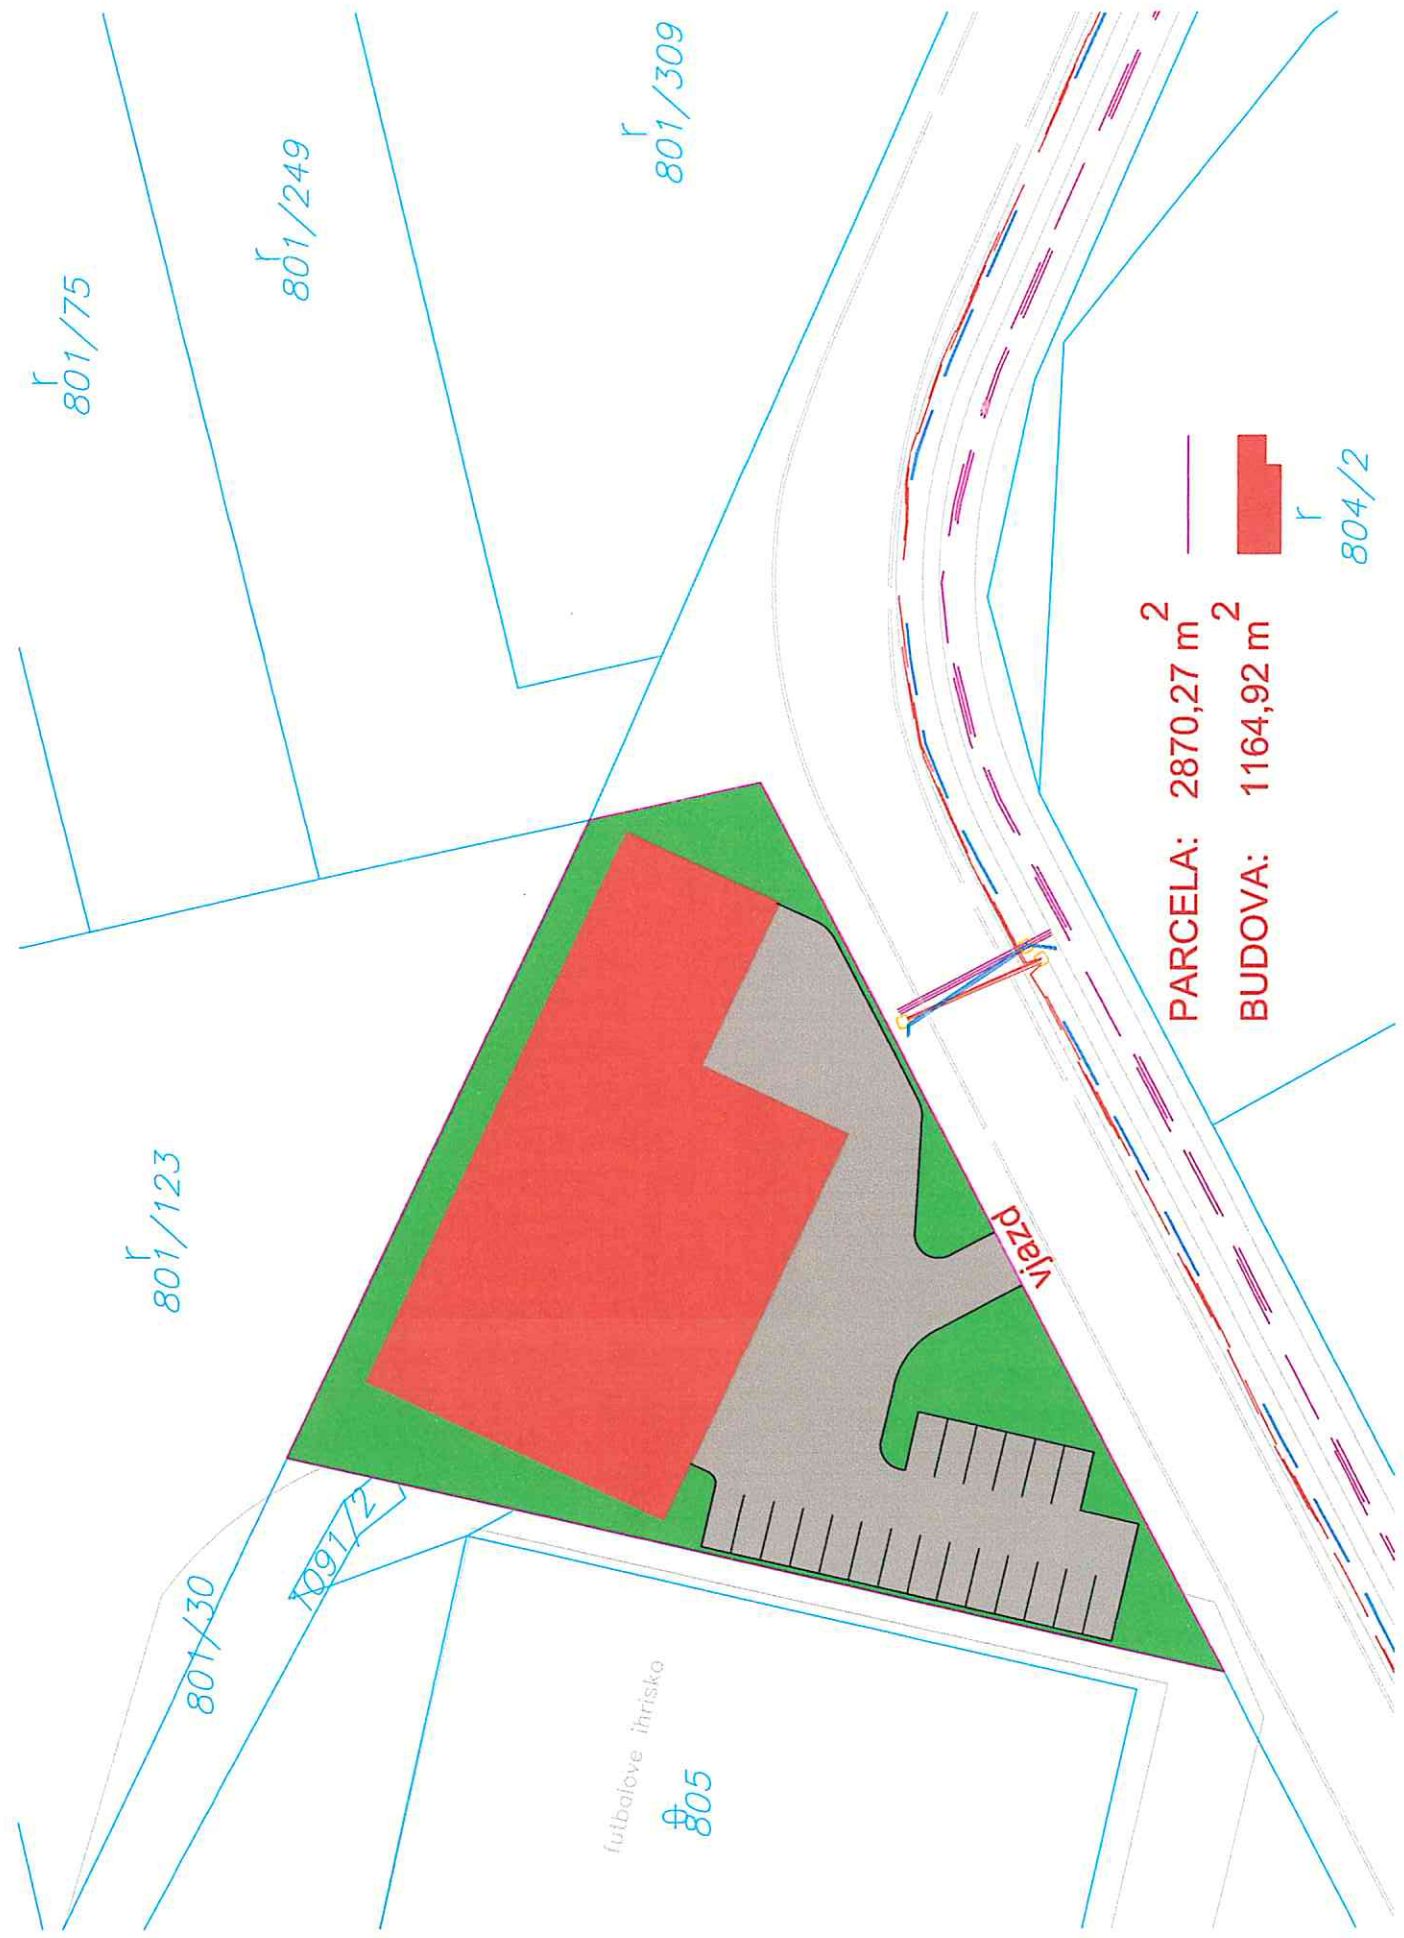 r
801/75
r
801/249
r
801/309
r
801/123
801/30
1091/2
futbalove ihrisko
805
vjazd
PARCELA: 2870,27 m²
BUDOVA: 1164,92 m²
r
804/2